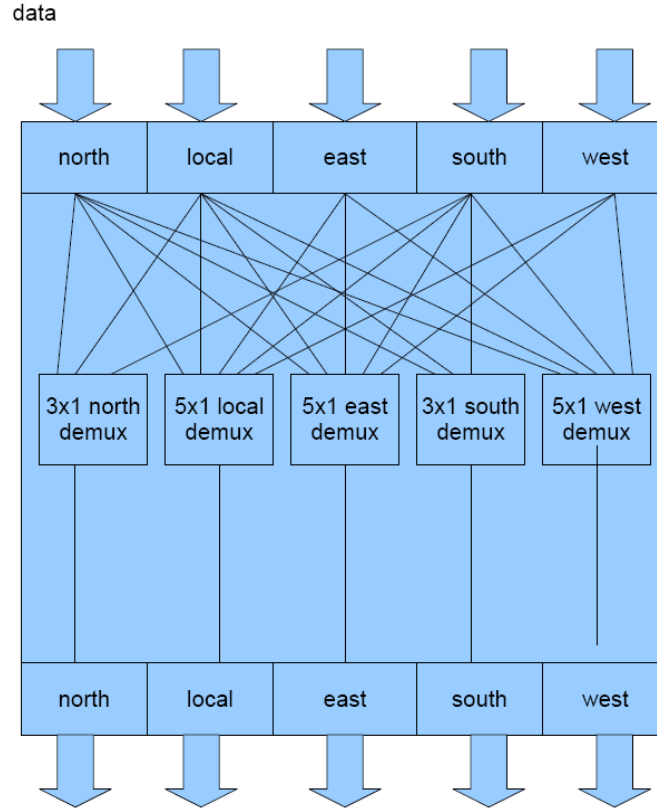 data
north local east south west
3x1 north 5x1 local 5x1 east 3x1 south 5x1 west
demux demux demux demux demux
north local east south west